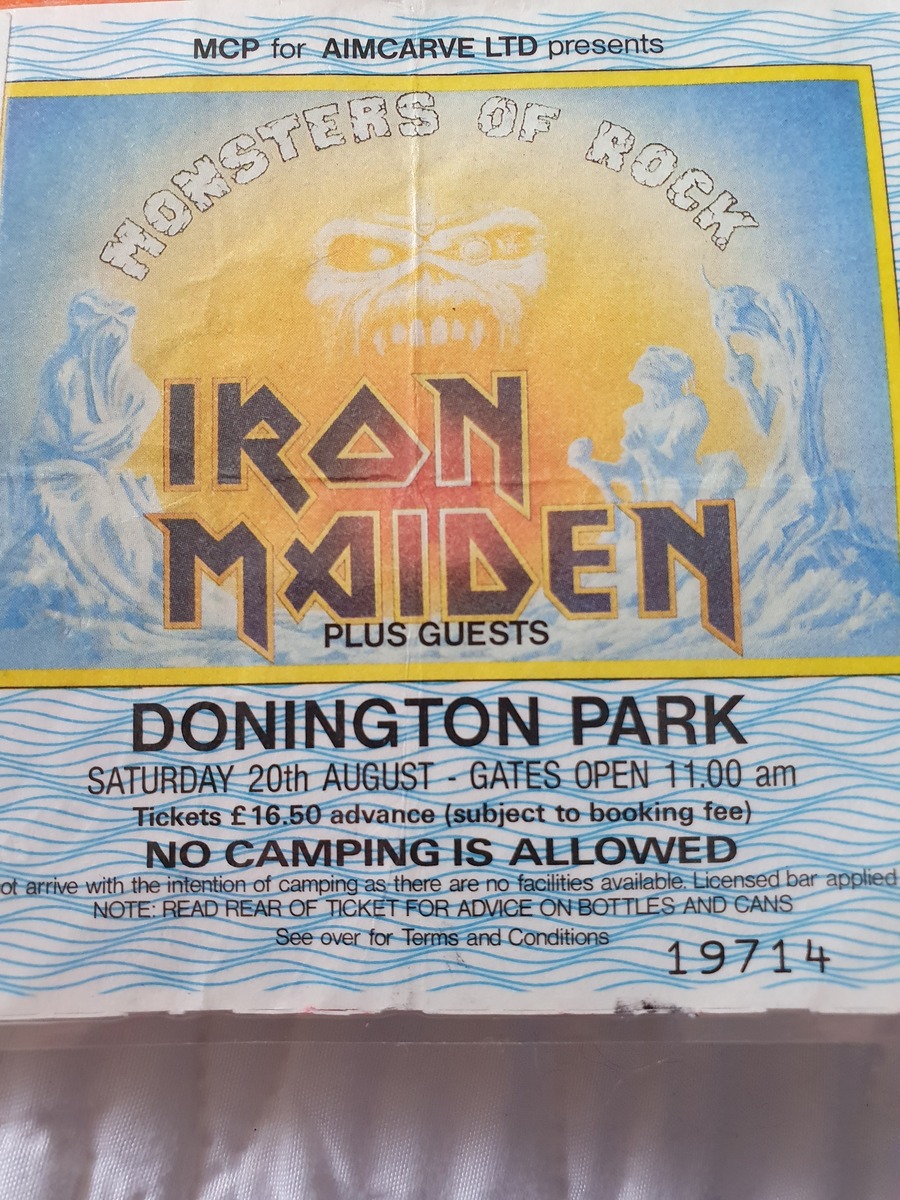 MCP for AIMCARVE LTD presents
MONSTERS OF ROCK
IRON
MAIDEN
PLUS GUESTS
DONINGTON PARK
SATURDAY 20th AUGUST - GATES OPEN 11.00 am
Tickets £16.50 advance (subject to booking fee)
NO CAMPING IS ALLOWED
ot arrive with the intention of camping as there are no facilities available. Licensed bar applied
NOTE: READ REAR OF TICKET FOR ADVICE ON BOTTLES AND CANS
See over for Terms and Conditions
19714